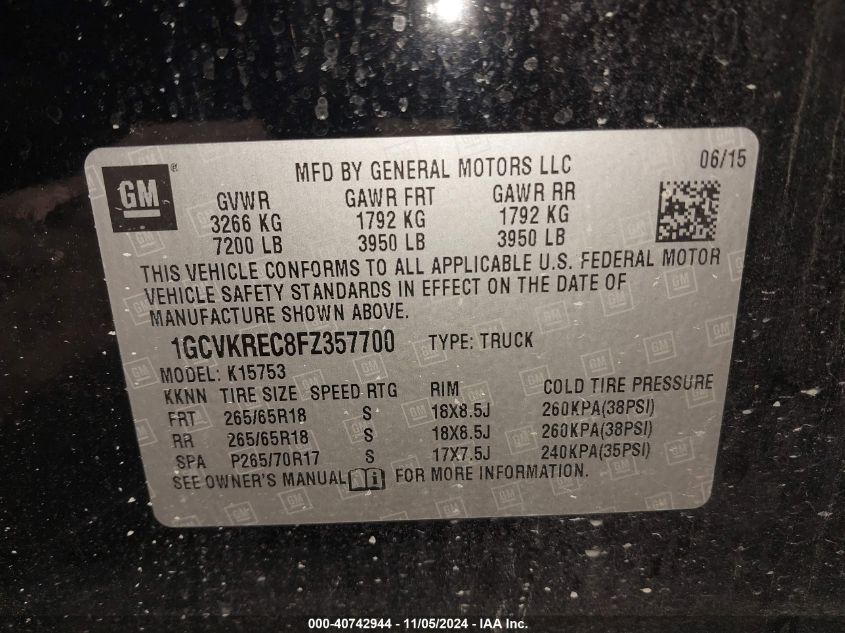 GM
MFD BY GENERAL MOTORS LLC 06/15
GVWR GAWR FRT GAWR RR
3266 KG 1792 KG 1792 KG
7200 LB 3950 LB 3950 LB
THIS VEHICLE CONFORMS TO ALL APPLICABLE U.S. FEDERAL MOTOR
VEHICLE SAFETY STANDARDS IN EFFECT ON THE DATE OF
MANUFACTURE SHOWN ABOVE.
1GCVKREC8FZ357700 TYPE: TRUCK
MODEL: K15753
KKNN TIRE SIZE SPEED RTG RIM COLD TIRE PRESSURE
FRT 265/65R18 S 18X8.5J 260KPA(38PSI)
RR 265/65R18 S 18X8.5J 260KPA(38PSI)
SPA P265/70R17 S 17X7.5J 240KPA(35PSI)
SEE OWNER'S MANUAL i FOR MORE INFORMATION.
000-40742944 | 11/05/2024 - IAA Inc.